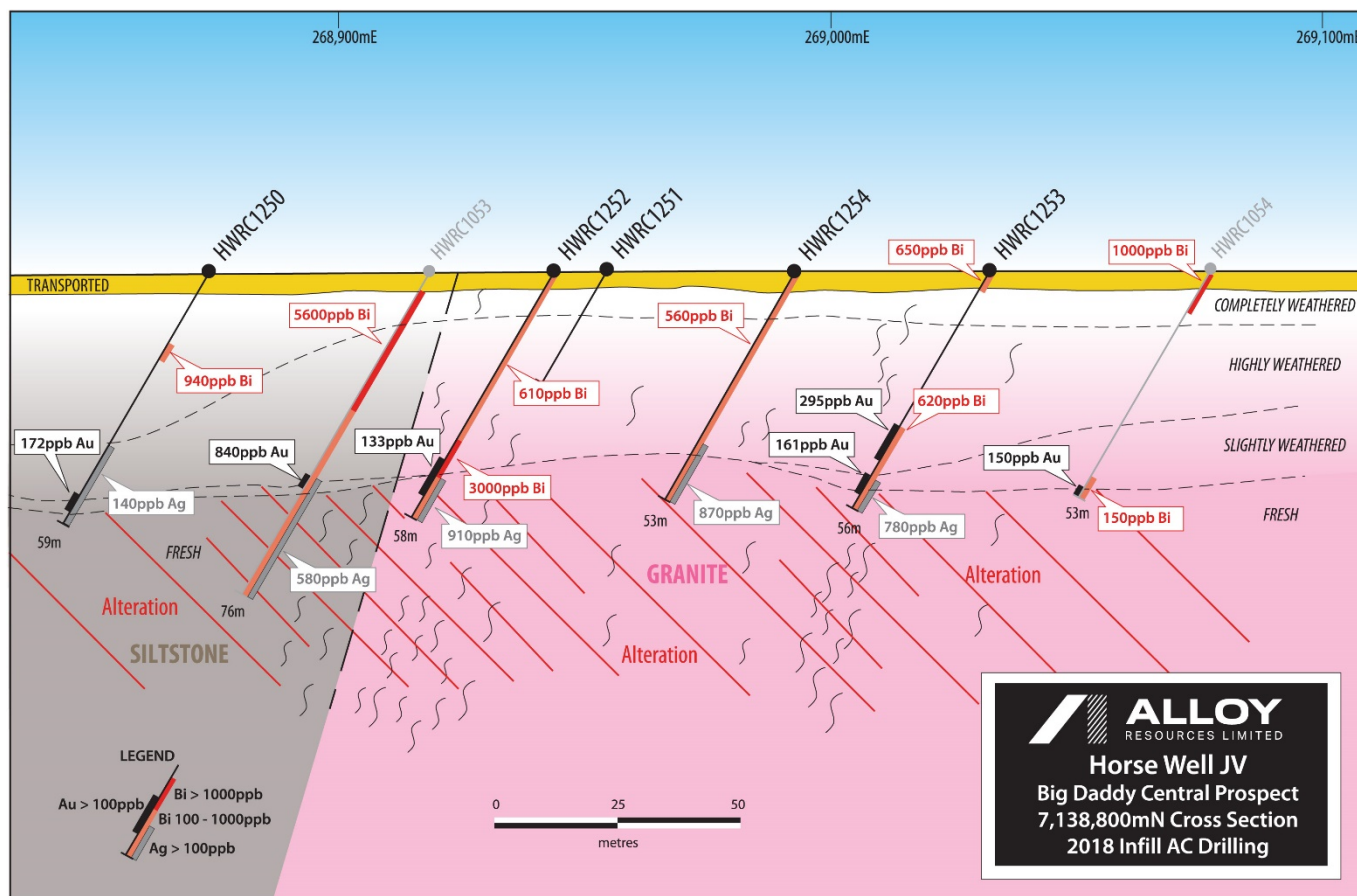 268,900mE
269,000mE
269,100mE
HWRC1250
HWRC1053
HWRC1252
HWRC1251
HWRC1254
HWRC1253
HWRC1054
650ppb Bi
1000ppb Bi
TRANSPORTED
COMPLETELY WEATHERED
5600ppb Bi
560ppb Bi
HIGHLY WEATHERED
940ppb Bi
610ppb Bi
295ppb Au
620ppb Bi
SLIGHTLY WEATHERED
172ppb Au
133ppb Au
161ppb Au
840ppb Au
150ppb Au
3000ppb Bi
140ppb Ag
870ppb Ag
150ppb Bi
53m
53m
FRESH
56m
780ppb Ag
58m
910ppb Ag
59m
FRESH
580ppb Ag
GRANITE
Alteration
76m
Alteration
SILTSTONE
Alteration
LEGEND
Au > 100ppb
Bi > 1000ppb
Bi 100 - 1000ppb
Ag > 100ppb
0 25 50
metres
ALLOY
RESOURCES LIMITED
Horse Well JV
Big Daddy Central Prospect
7,138,800mN Cross Section
2018 Infill AC Drilling